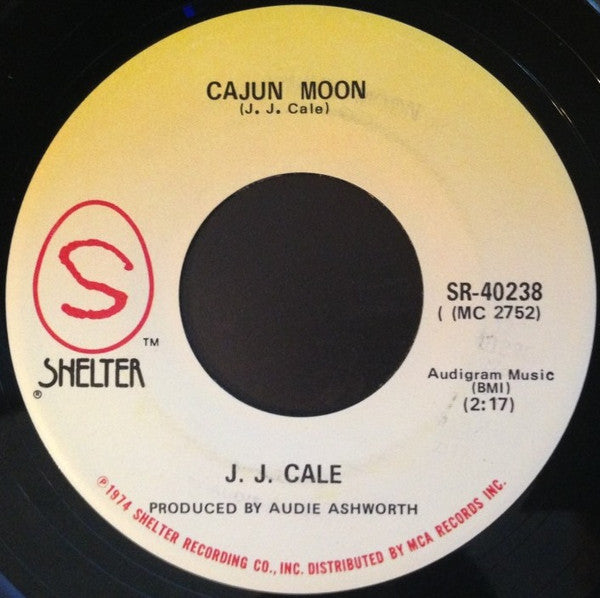 CAJUN MOON
(J. J. Cale)
S
TM
SHELTER
®
SR-40238
( (MC 2752)
Audigram Music
(BMI)
(2:17)
J. J. CALE
PRODUCED BY AUDIE ASHWORTH
℗1974 SHELTER RECORDING CO., INC. DISTRIBUTED BY MCA RECORDS INC.